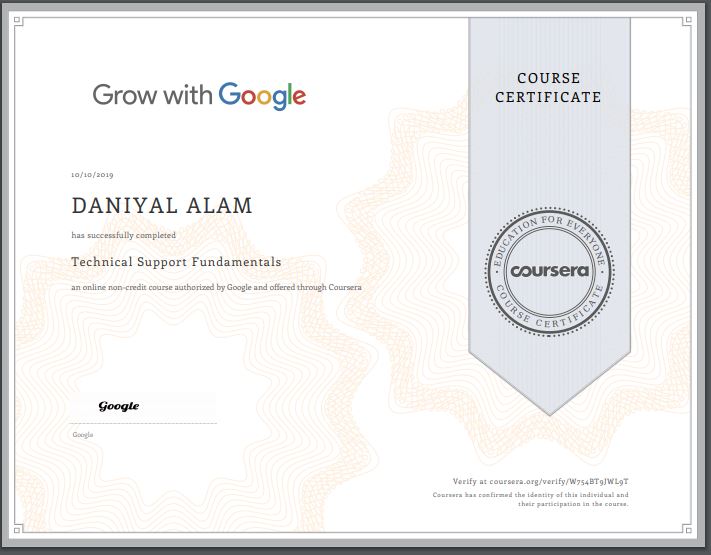 Grow with Google
COURSE
CERTIFICATE
10/10/2019
DANIYAL ALAM
has successfully completed
Technical Support Fundamentals
an online non-credit course authorized by Google and offered through Coursera
EDUCATION FOR EVERYONE
coursera
COURSE CERTIFICATE
Google
Google
Verify at coursera.org/verify/W754BT9JWL9T
Coursera has confirmed the identity of this individual and
their participation in the course.